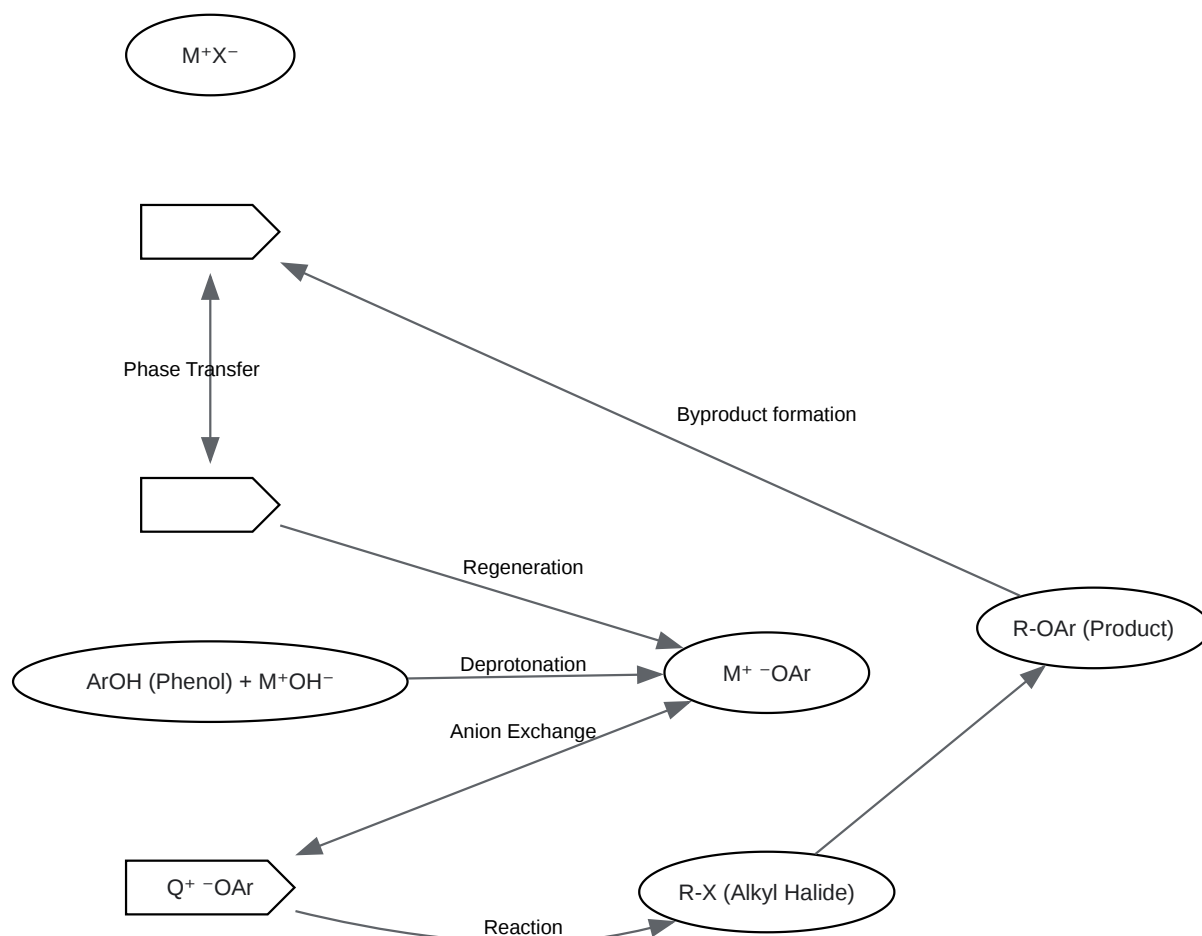 M⁺X⁻
Phase Transfer
Byproduct formation
Regeneration
R-OAr (Product)
Deprotonation
ArOH (Phenol) + M⁺OH⁻
M⁺ ⁻OAr
Anion Exchange
Q⁺ ⁻OAr
R-X (Alkyl Halide)
Reaction